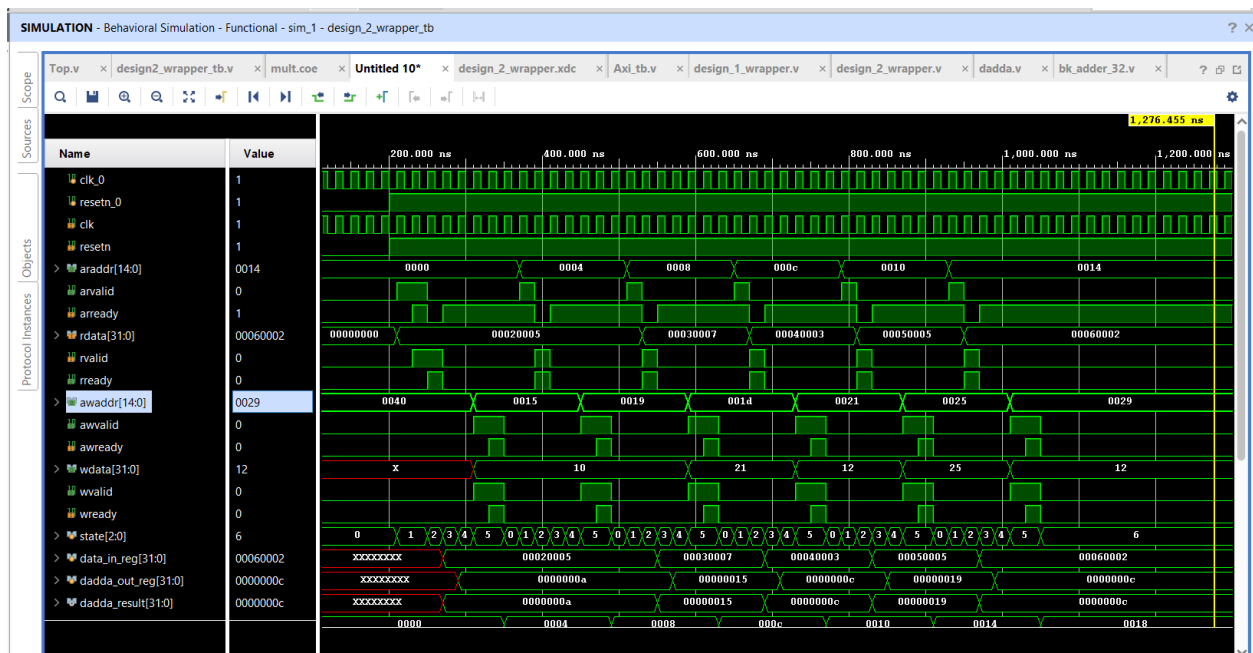 SIMULATION - Behavioral Simulation - Functional - sim_1 - design_2_wrapper_tb ? ×
Top.v × design2_wrapper_tb.v × mult.coe × Untitled 10* × design_2_wrapper.xdc × Axi_tb.v × design_1_wrapper.v × design_2_wrapper.v × dadda.v × bk_adder_32.v × ?
Scope
Sources
Objects
Protocol Instances
1,276.455 ns
Name Value 200.000 ns 400.000 ns 600.000 ns 800.000 ns 1,000.000 ns 1,200.000 ns
clk_0 1
resetn_0 1
clk 1
resetn 1
araddr[14:0] 0014 0000 0004 0008 000c 0010 0014
arvalid 0
arready 1
rdata[31:0] 00060002 00000000 00020005 00030007 00040003 00050005 00060002
rvalid 0
rready 0
awaddr[14:0] 0029 0040 0015 0019 001d 0021 0025 0029
awvalid 0
awready 0
wdata[31:0] 12 X 10 21 12 25 12
wvalid 0
wready 0
state[2:0] 6 0 1 2 3 4 5 0 1 2 3 4 5 0 1 2 3 4 5 0 1 2 3 4 5 0 1 2 3 4 5 0 1 2 3 4 5 6
data_in_reg[31:0] 00060002 XXXXXXXX 00020005 00030007 00040003 00050005 00060002
dadda_out_reg[31:0] 0000000c XXXXXXXX 0000000a 00000015 0000000c 00000019 0000000c
dadda_result[31:0] 0000000c XXXXXXXX 0000000a 00000015 0000000c 00000019 0000000c
0000 0004 0008 000c 0010 0014 0018